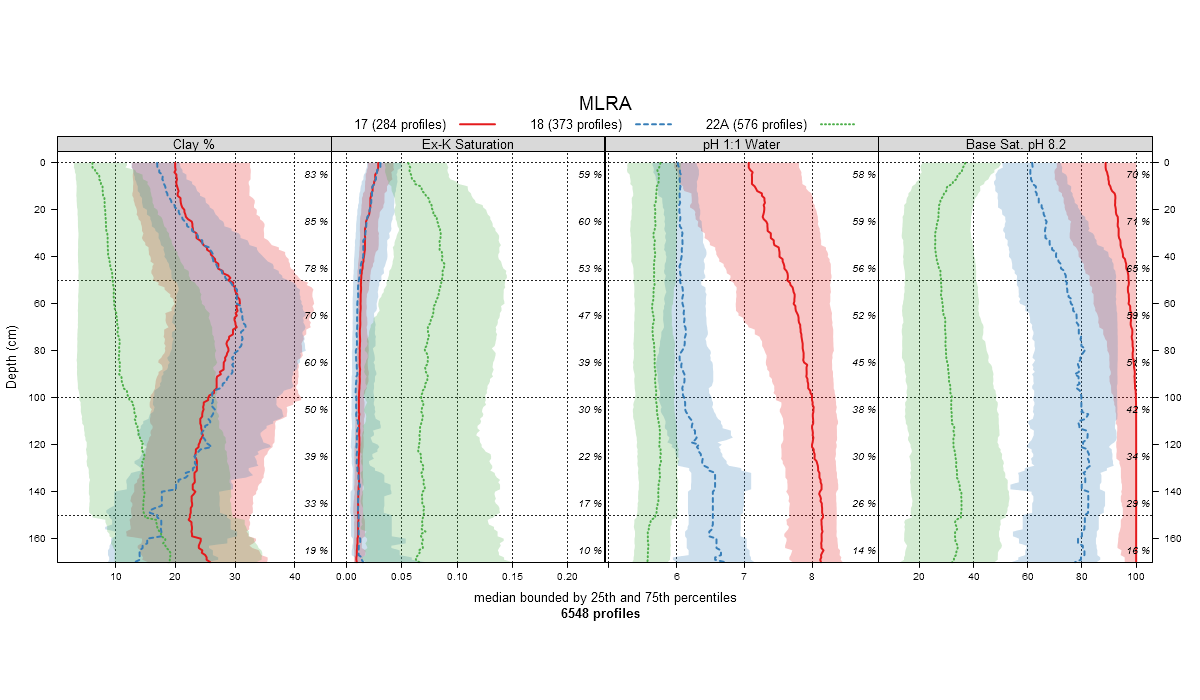 MLRA
17 (284 profiles) 18 (373 profiles) 22A (576 profiles)
Clay % Ex-K Saturation pH 1:1 Water Base Sat. pH 8.2
0 83 % 59 % 58 % 70 % 0
20 85 % 60 % 59 % 71 % 20
40 78 % 53 % 56 % 65 % 40
60 70 % 47 % 52 % 59 % 60
80 60 % 39 % 45 % 80
100 50 % 30 % 38 % 42 % 100
120 39 % 22 % 30 % 34 % 120
140 33 % 17 % 26 % 29 % 140
160 19 % 10 % 14 % 16 % 160
Depth (cm)
10 20 30 40 0.00 0.05 0.10 0.15 0.20 6 7 8 20 40 60 80 100
median bounded by 25th and 75th percentiles
6548 profiles